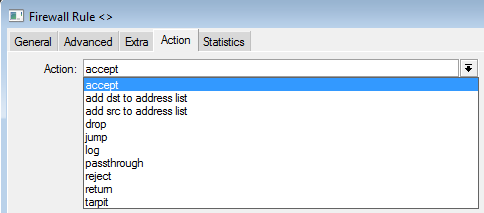 Firewall Rule <>
General Advanced Extra Action Statistics
Action: accept
accept
add dst to address list
add src to address list
drop
jump
log
passthrough
reject
return
tarpit